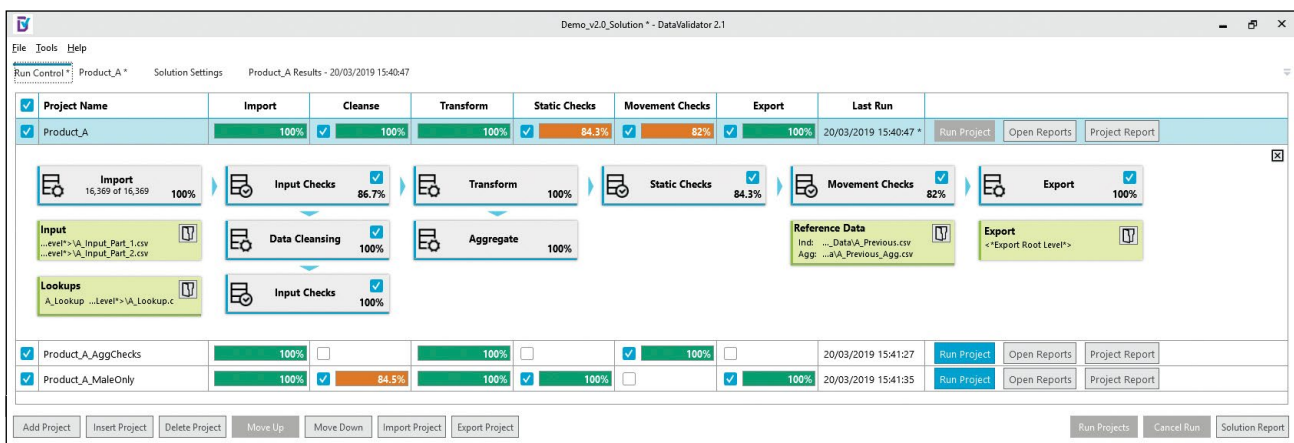 Demo_v2.0_Solution * - DataValidator 2.1
File Tools Help
Run Control * Product_A * Solution Settings Product_A Results - 20/03/2019 15:40:47
Project Name Import Cleanse Transform Static Checks Movement Checks Export Last Run
Product_A 100% 100% 100% 84.3% 82% 100% 20/03/2019 15:40:47 * Run Project Open Reports Project Report
Import
16,369 of 16,369 100%
Input Checks
86.7%
Transform
100%
Static Checks
84.3%
Movement Checks
82%
Export
100%
Input
...evel*>\A_Input_Part_1.csv
...evel*>\A_Input_Part_2.csv
Data Cleansing
100%
Aggregate
100%
Reference Data
Ind: ..._Data\A_Previous.csv
Agg: ...a\A_Previous_Agg.csv
Export
<*Export Root Level*>
Lookups
A_Lookup ...Level*>\A_Lookup.c
Input Checks
100%
Product_A_AggChecks 100% 100% 100% 20/03/2019 15:41:27 Run Project Open Reports Project Report
Product_A_MaleOnly 100% 84.5% 100% 100% 100% 20/03/2019 15:41:35 Run Project Open Reports Project Report
Add Project Insert Project Delete Project Move Up Move Down Import Project Export Project Run Projects Cancel Run Solution Report